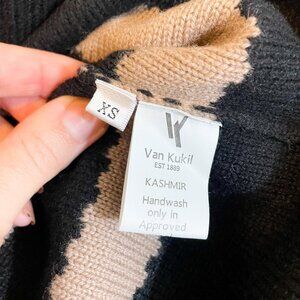 XS
Van Kukil
EST 1889
KASHMIR
Handwash
only in
Approved